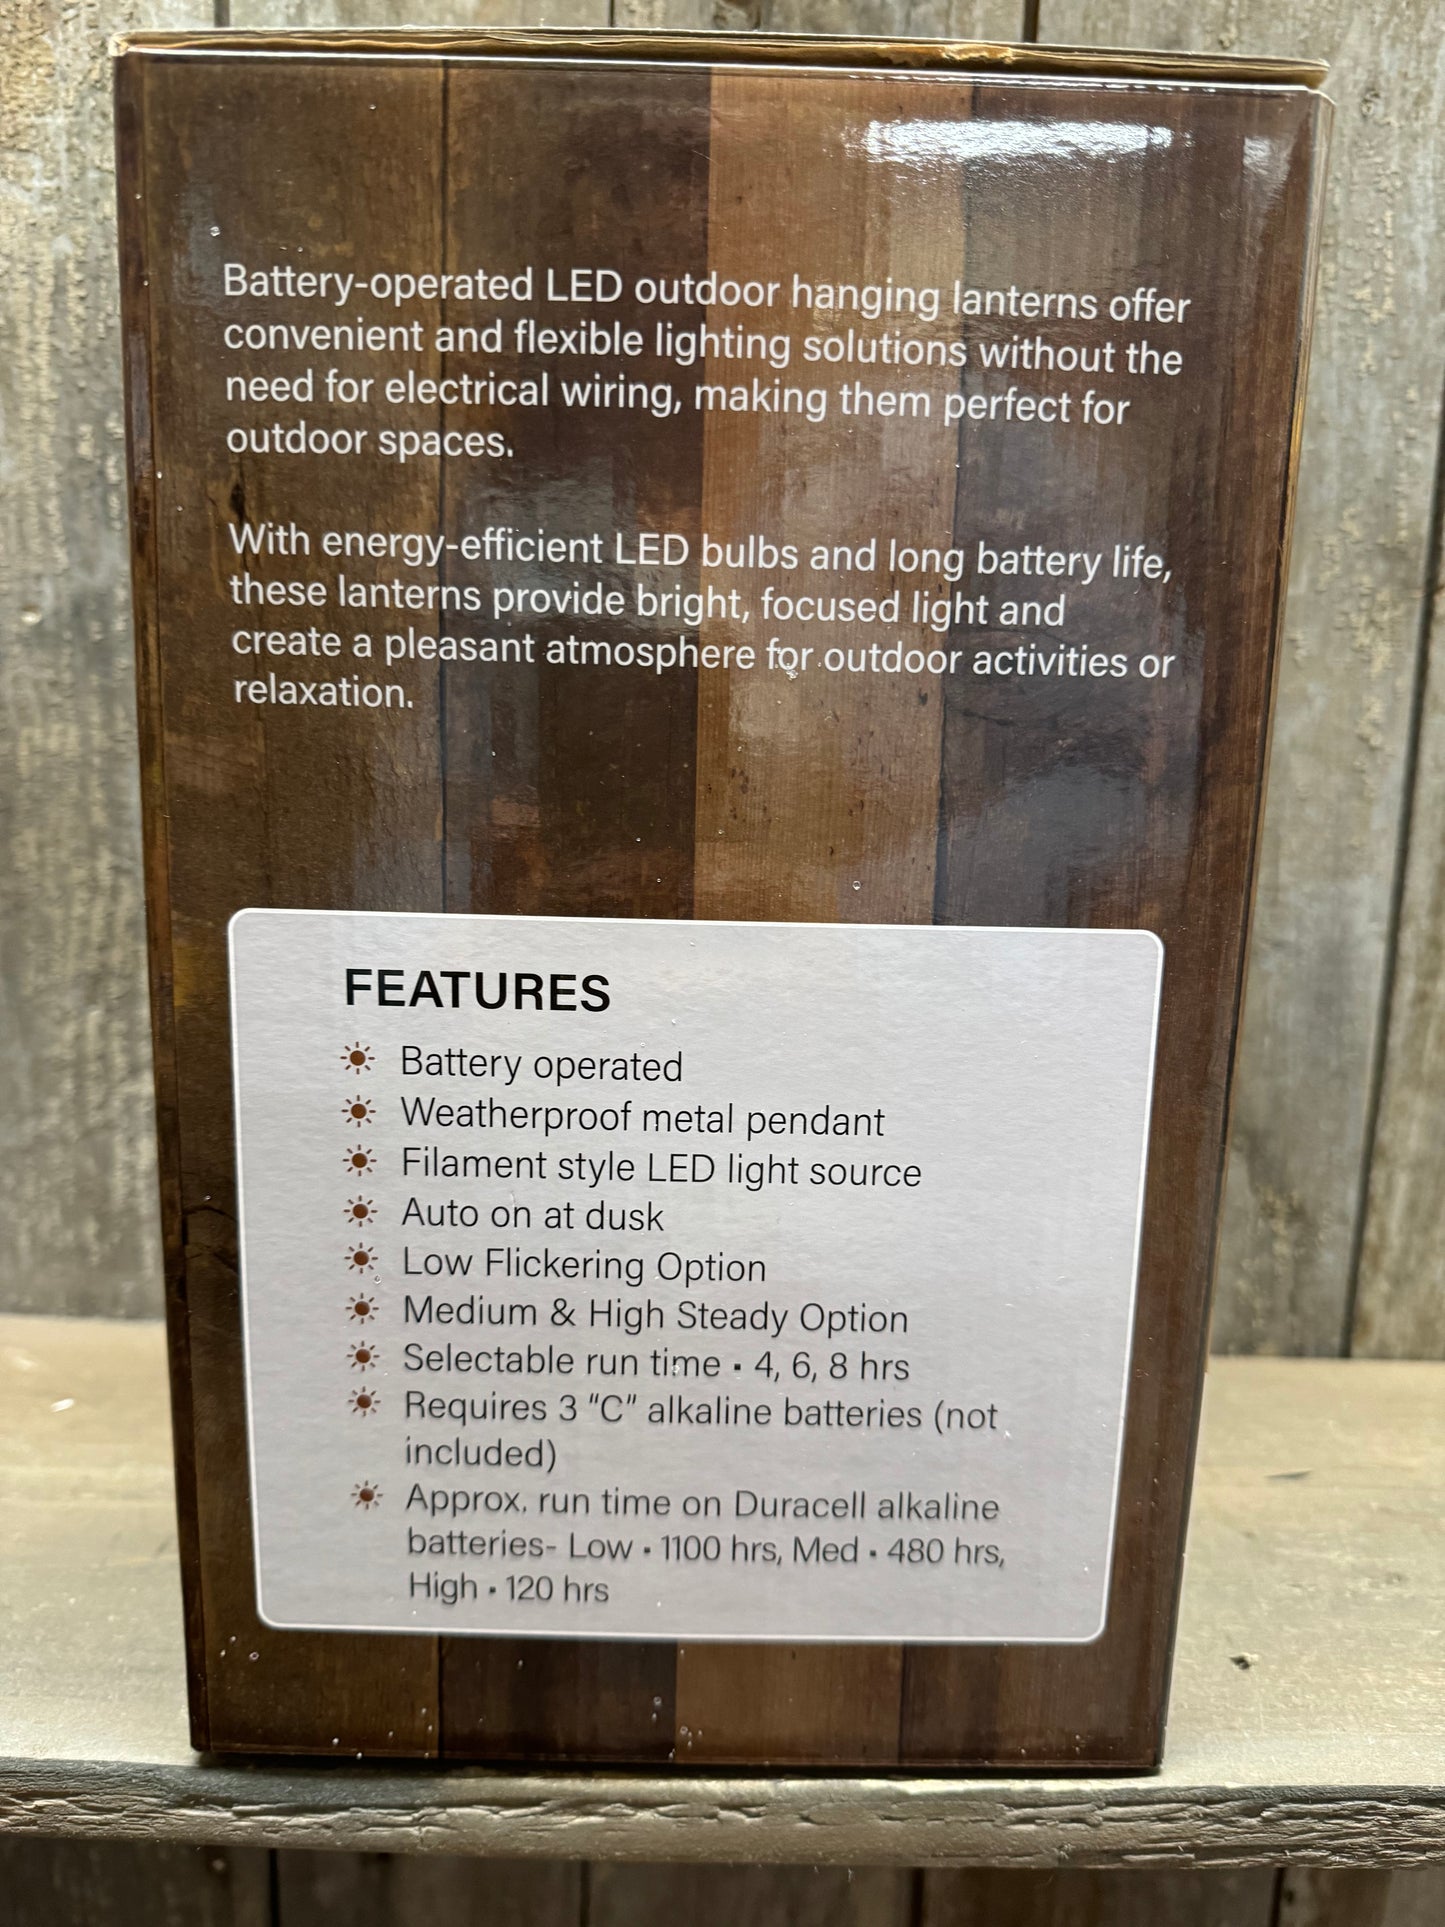 Battery-operated LED outdoor hanging lanterns offer
convenient and flexible lighting solutions without the
need for electrical wiring, making them perfect for
outdoor spaces.
With energy-efficient LED bulbs and long battery life,
these lanterns provide bright, focused light and
create a pleasant atmosphere for outdoor activities or
relaxation.
FEATURES
Battery operated
Weatherproof metal pendant
Filament style LED light source
Auto on at dusk
Low Flickering Option
Medium & High Steady Option
Selectable run time • 4, 6, 8 hrs
Requires 3 "C" alkaline batteries (not
included)
Approx. run time on Duracell alkaline
batteries- Low • 1100 hrs, Med • 480 hrs,
High • 120 hrs